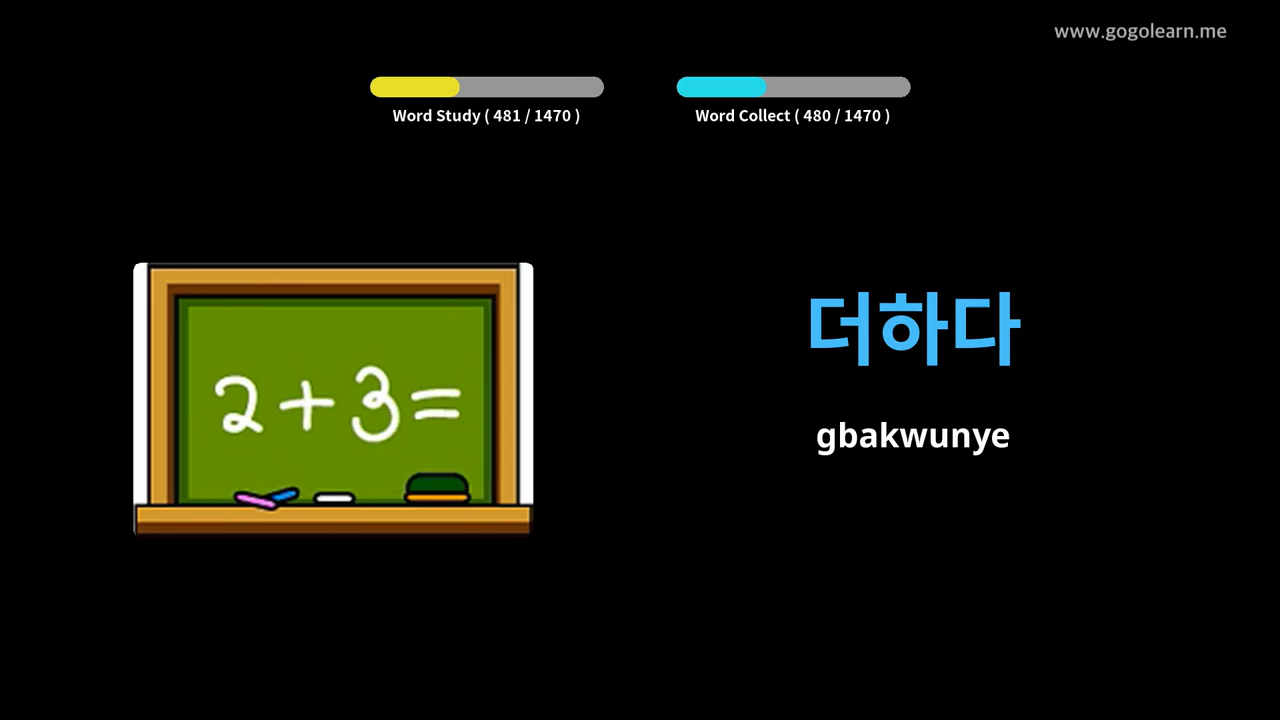 www.gogolearn.me
Word Study ( 481 / 1470 )
Word Collect ( 480 / 1470 )
2 + 3 =
더하다
gbakwunye